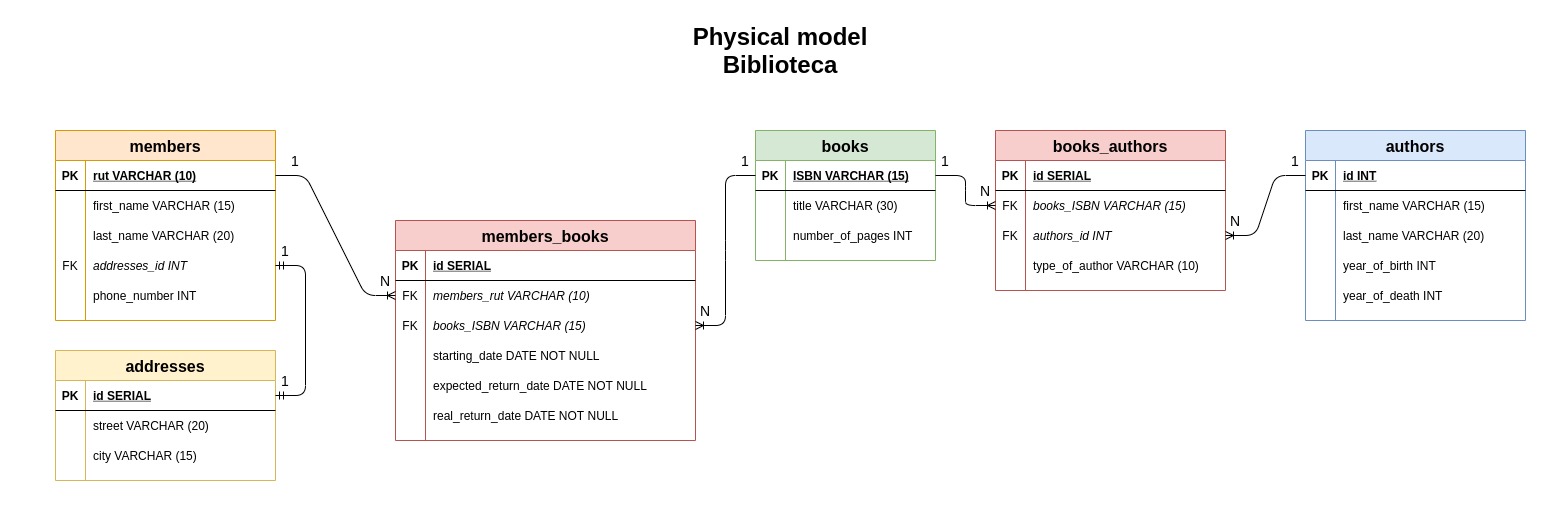 Physical model
Biblioteca
members
PK rut VARCHAR (10)
first_name VARCHAR (15)
last_name VARCHAR (20)
FK addresses_id INT
phone_number INT
1
1
addresses
PK id SERIAL
street VARCHAR (20)
city VARCHAR (15)
1
N
members_books
PK id SERIAL
FK members_rut VARCHAR (10)
FK books_ISBN VARCHAR (15)
starting_date DATE NOT NULL
expected_return_date DATE NOT NULL
real_return_date DATE NOT NULL
N
1
books
PK ISBN VARCHAR (15)
title VARCHAR (30)
number_of_pages INT
1
N
books_authors
PK id SERIAL
FK books_ISBN VARCHAR (15)
FK authors_id INT
type_of_author VARCHAR (10)
N
1
authors
PK id INT
first_name VARCHAR (15)
last_name VARCHAR (20)
year_of_birth INT
year_of_death INT